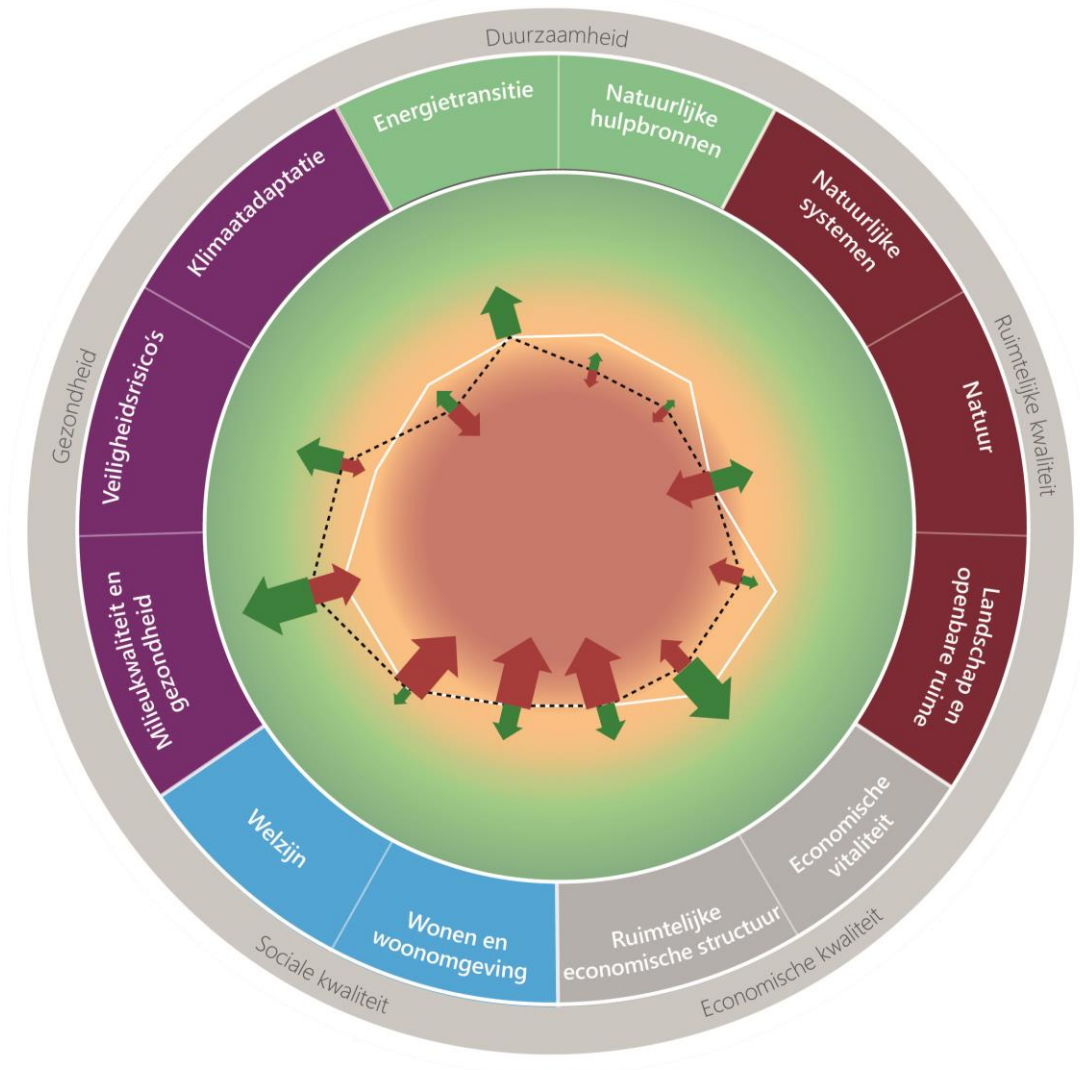 Duurzaamheid
Energietransitie
Natuurlijke
hulpbronnen
Natuurlijke
systemen
Ruimtelijke kwaliteit
Natuur
Landschap en
openbare ruime
Economische
vitaliteit
Economische kwaliteit
Ruimtelijke
economische structuur
Wonen en
woonomgeving
Sociale kwaliteit
Welzijn
Milieukwaliteit en
gezondheid
Gezondheid
Veiligheidsrisico's
Klimaatadaptatie